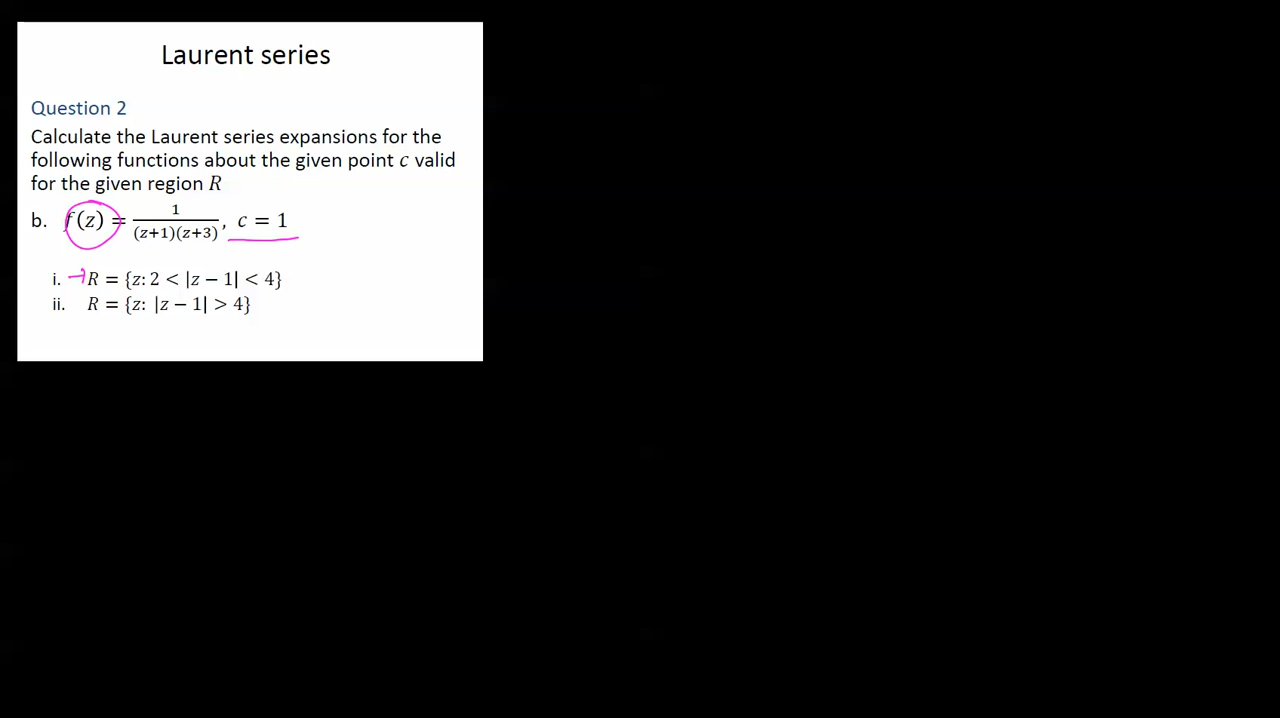 Laurent series
Question 2
Calculate the Laurent series expansions for the
following functions about the given point c valid
for the given region R
b. f(z) = 1/((z+1)(z+3)), c = 1
i. → R = {z: 2 < |z − 1| < 4}
ii. R = {z: |z − 1| > 4}